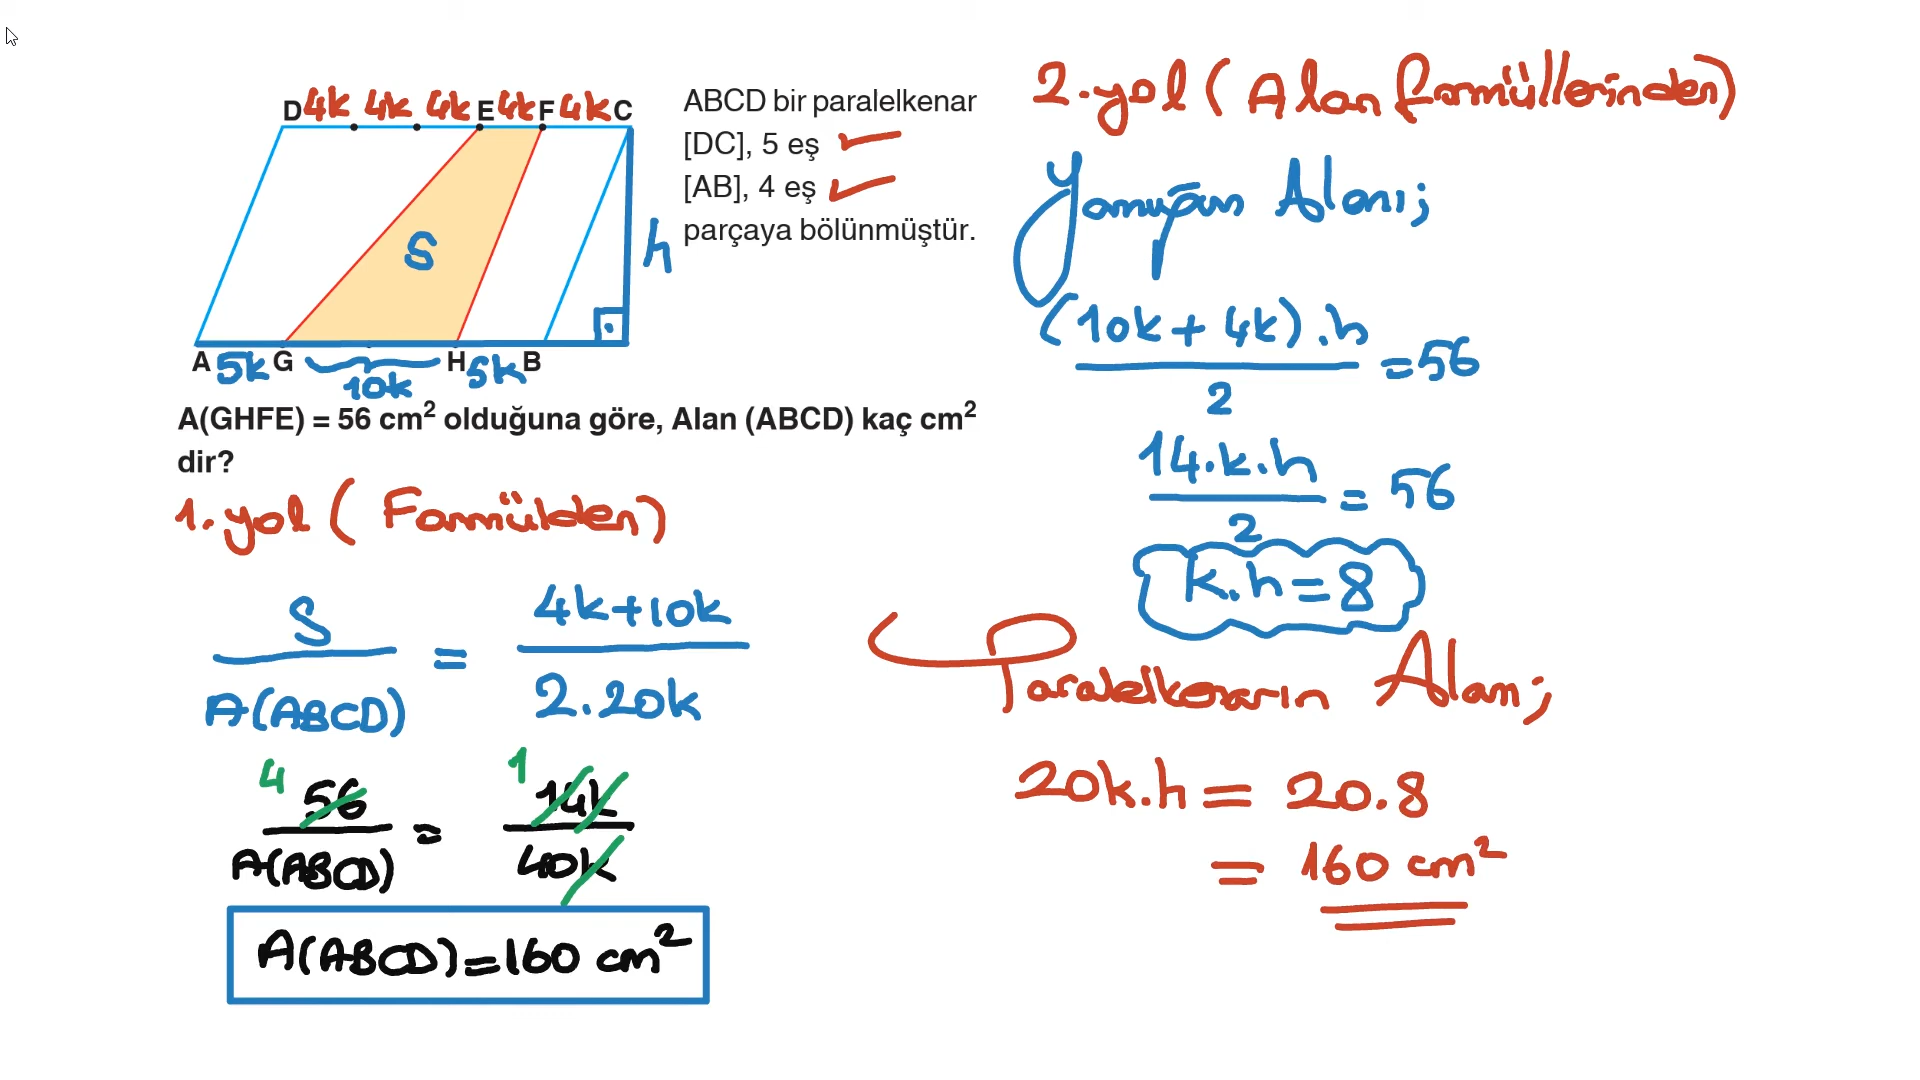 D 4k 4k 4k E 4k F 4k C
S
h
A 5k G 10k H 5k B
ABCD bir paralelkenar
[DC], 5 eş
[AB], 4 eş
parçaya bölünmüştür.
A(GHFE) = 56 cm² olduğuna göre, Alan (ABCD) kaç cm²
dir?
1. yol ( Formülden)
S / A(ABCD) = 4k+10k / 2.20k
4 56 / A(ABCD) = 1 14k / 40k
A(ABCD)=160 cm²
2. yol ( Alan formüllerinden)
Yamuğun Alanı;
(10k+4k).h / 2 = 56
14.k.h / 2 = 56
k.h=8
Paralelkenarın Alanı;
20k.h = 20.8
= 160 cm²